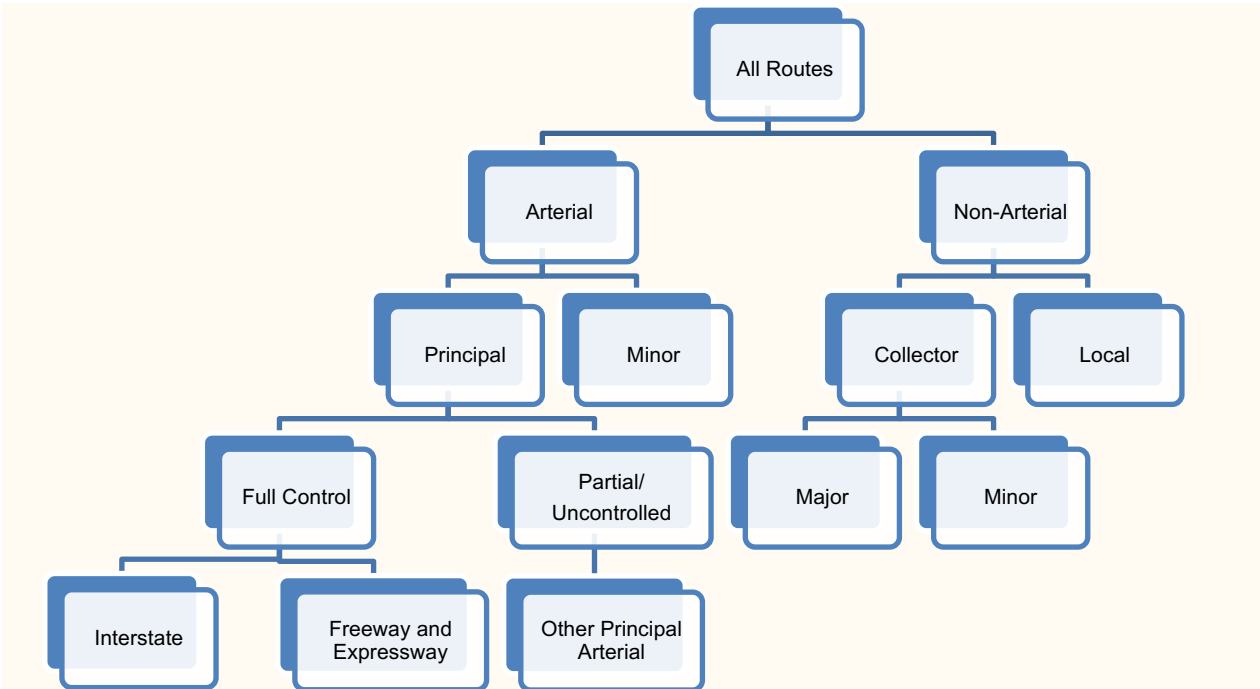 All Routes
Arterial
Non-Arterial
Principal
Minor
Collector
Local
Full Control
Partial/
Uncontrolled
Major
Minor
Interstate
Freeway and
Expressway
Other Principal
Arterial